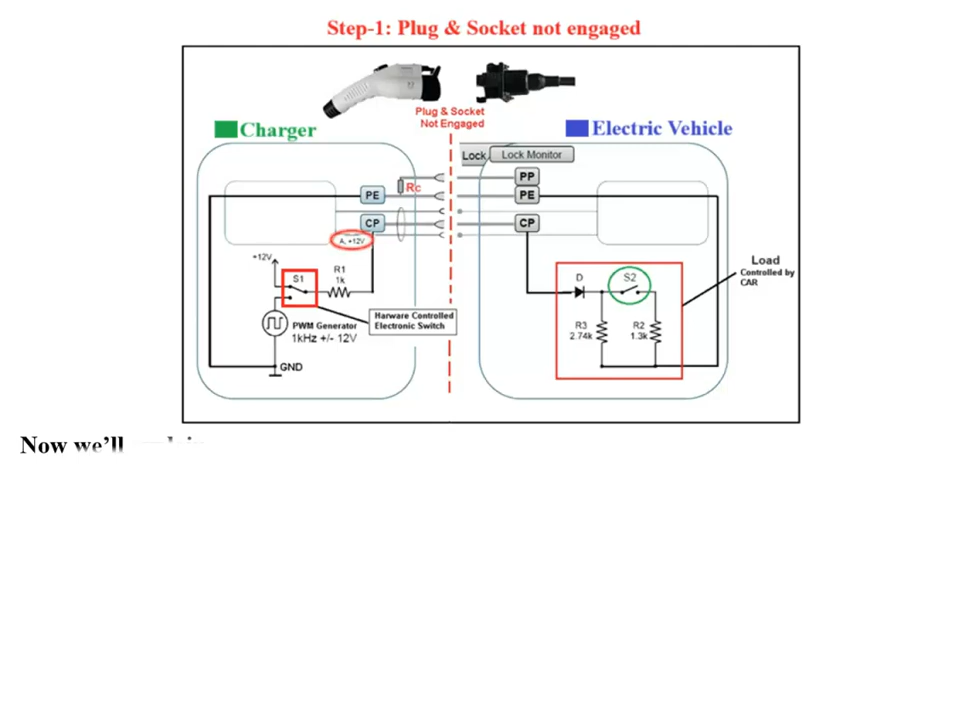 Step-1: Plug & Socket not engaged
Plug & Socket
Not Engaged
Charger
Electric Vehicle
Lock
Lock Monitor
PP
Rc
PE
PE
CP
CP
A, +12V
+12V
S1
R1
1k
D
S2
Load
Controlled by
CAR
Harware Controlled
Electronic Switch
PWM Generator
1kHz +/- 12V
R3
2.74k
R2
1.3k
GND
Now we’ll